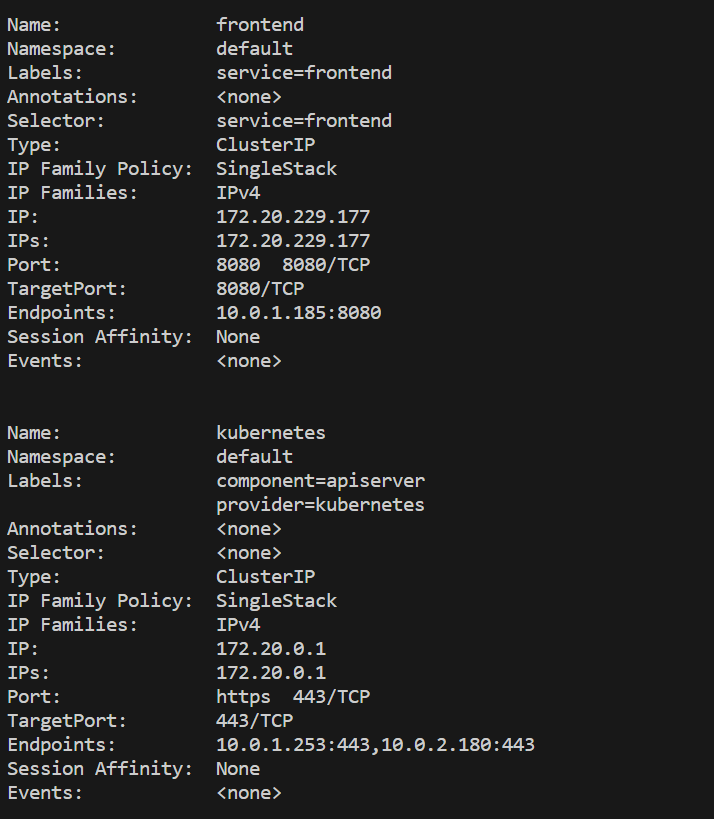 Name:              frontend
Namespace:         default
Labels:            service=frontend
Annotations:       <none>
Selector:          service=frontend
Type:              ClusterIP
IP Family Policy:  SingleStack
IP Families:       IPv4
IP:                172.20.229.177
IPs:               172.20.229.177
Port:              8080  8080/TCP
TargetPort:        8080/TCP
Endpoints:         10.0.1.185:8080
Session Affinity:  None
Events:            <none>
Name:              kubernetes
Namespace:         default
Labels:            component=apiserver
                   provider=kubernetes
Annotations:       <none>
Selector:          <none>
Type:              ClusterIP
IP Family Policy:  SingleStack
IP Families:       IPv4
IP:                172.20.0.1
IPs:               172.20.0.1
Port:              https  443/TCP
TargetPort:        443/TCP
Endpoints:         10.0.1.253:443,10.0.2.180:443
Session Affinity:  None
Events:            <none>